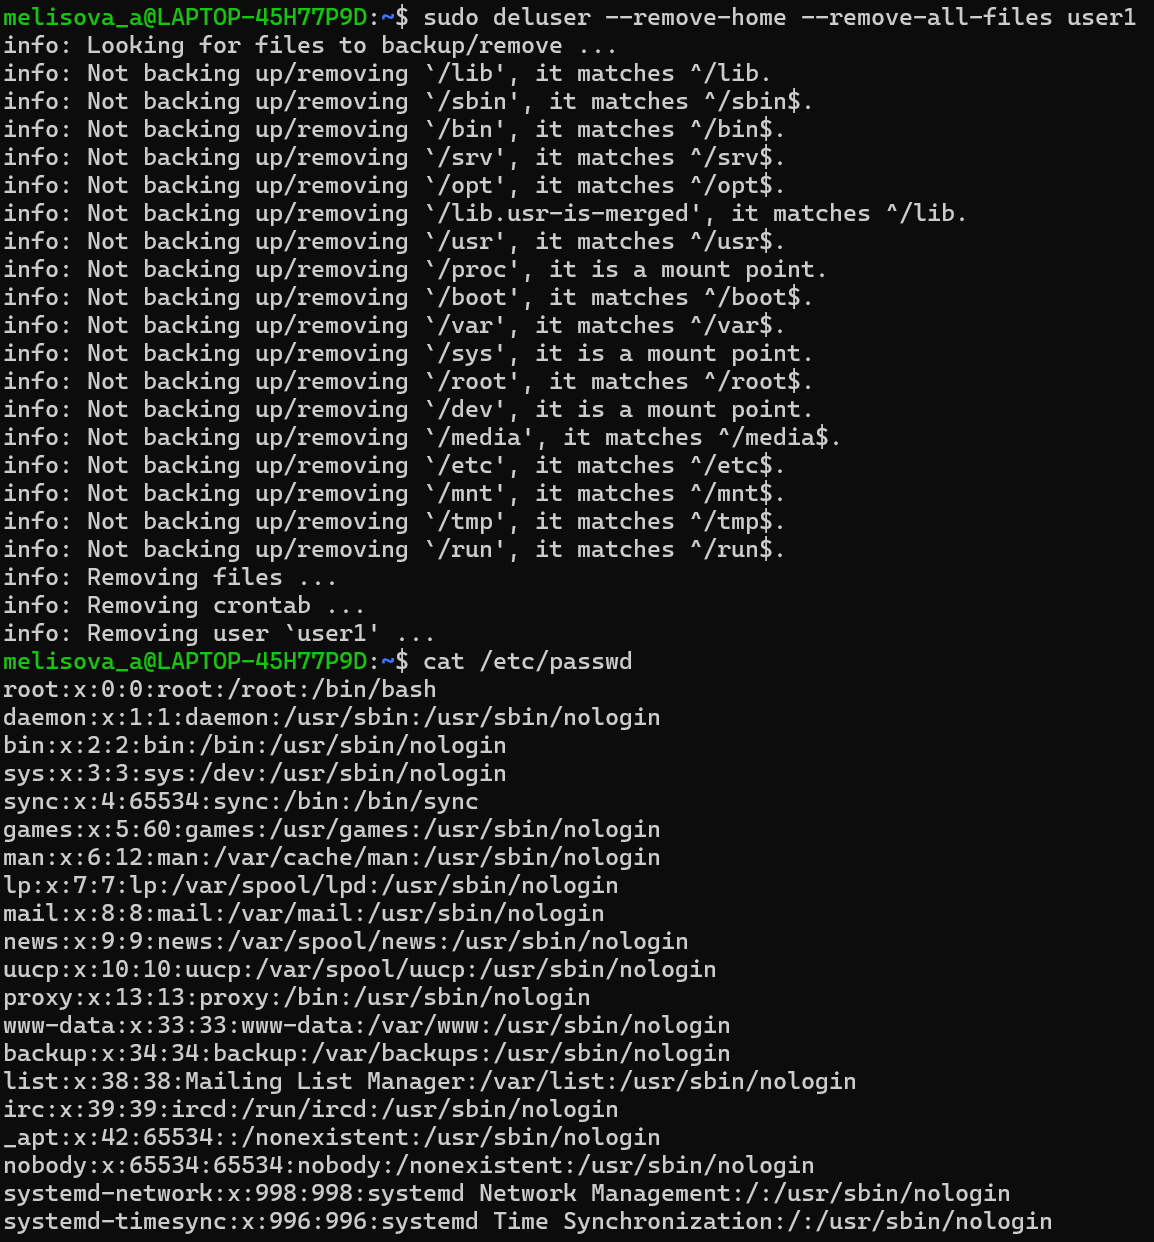 melisova_a@LAPTOP-45H77P9D:~$ sudo deluser --remove-home --remove-all-files user1
info: Looking for files to backup/remove ...
info: Not backing up/removing `/lib', it matches ^/lib.
info: Not backing up/removing `/sbin', it matches ^/sbin$.
info: Not backing up/removing `/bin', it matches ^/bin$.
info: Not backing up/removing `/srv', it matches ^/srv$.
info: Not backing up/removing `/opt', it matches ^/opt$.
info: Not backing up/removing `/lib.usr-is-merged', it matches ^/lib.
info: Not backing up/removing `/usr', it matches ^/usr$.
info: Not backing up/removing `/proc', it is a mount point.
info: Not backing up/removing `/boot', it matches ^/boot$.
info: Not backing up/removing `/var', it matches ^/var$.
info: Not backing up/removing `/sys', it is a mount point.
info: Not backing up/removing `/root', it matches ^/root$.
info: Not backing up/removing `/dev', it is a mount point.
info: Not backing up/removing `/media', it matches ^/media$.
info: Not backing up/removing `/etc', it matches ^/etc$.
info: Not backing up/removing `/mnt', it matches ^/mnt$.
info: Not backing up/removing `/tmp', it matches ^/tmp$.
info: Not backing up/removing `/run', it matches ^/run$.
info: Removing files ...
info: Removing crontab ...
info: Removing user `user1' ...
melisova_a@LAPTOP-45H77P9D:~$ cat /etc/passwd
root:x:0:0:root:/root:/bin/bash
daemon:x:1:1:daemon:/usr/sbin:/usr/sbin/nologin
bin:x:2:2:bin:/bin:/usr/sbin/nologin
sys:x:3:3:sys:/dev:/usr/sbin/nologin
sync:x:4:65534:sync:/bin:/bin/sync
games:x:5:60:games:/usr/games:/usr/sbin/nologin
man:x:6:12:man:/var/cache/man:/usr/sbin/nologin
lp:x:7:7:lp:/var/spool/lpd:/usr/sbin/nologin
mail:x:8:8:mail:/var/mail:/usr/sbin/nologin
news:x:9:9:news:/var/spool/news:/usr/sbin/nologin
uucp:x:10:10:uucp:/var/spool/uucp:/usr/sbin/nologin
proxy:x:13:13:proxy:/bin:/usr/sbin/nologin
www-data:x:33:33:www-data:/var/www:/usr/sbin/nologin
backup:x:34:34:backup:/var/backups:/usr/sbin/nologin
list:x:38:38:Mailing List Manager:/var/list:/usr/sbin/nologin
irc:x:39:39:ircd:/run/ircd:/usr/sbin/nologin
_apt:x:42:65534::/nonexistent:/usr/sbin/nologin
nobody:x:65534:65534:nobody:/nonexistent:/usr/sbin/nologin
systemd-network:x:998:998:systemd Network Management:/:/usr/sbin/nologin
systemd-timesync:x:996:996:systemd Time Synchronization:/:/usr/sbin/nologin